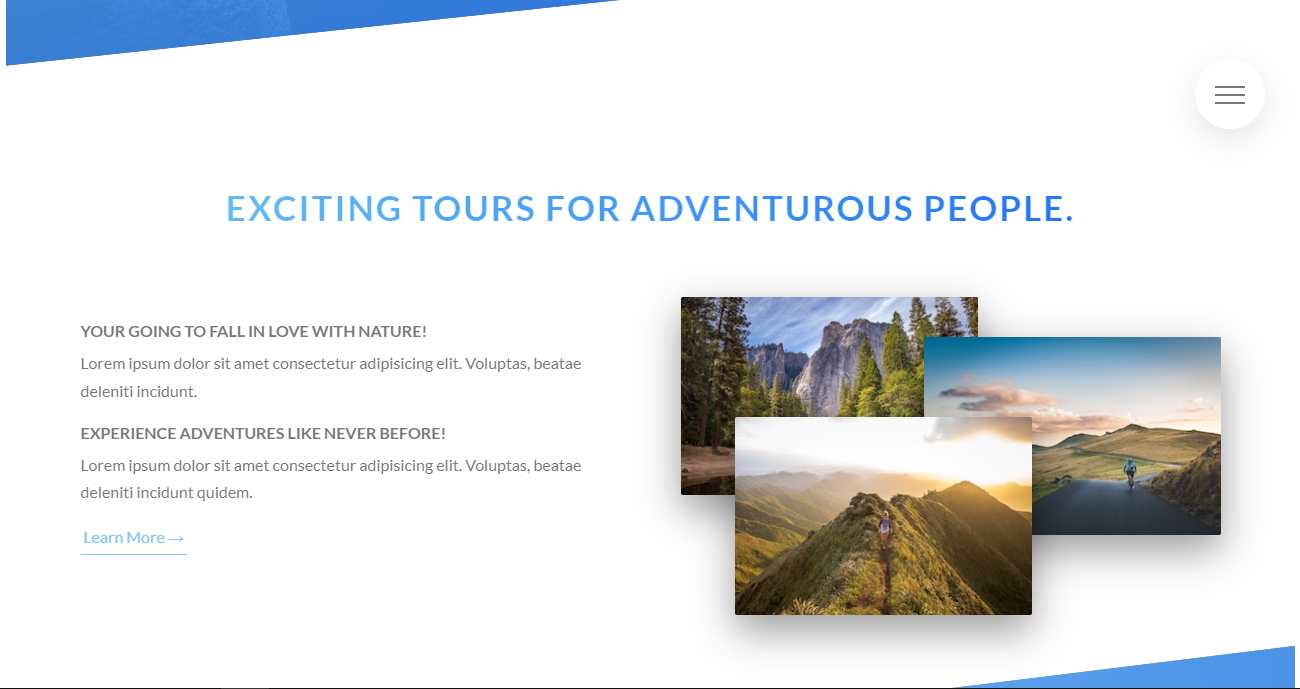 EXCITING TOURS FOR ADVENTUROUS PEOPLE.
YOUR GOING TO FALL IN LOVE WITH NATURE!
Lorem ipsum dolor sit amet consectetur adipisicing elit. Voluptas, beatae
deleniti incidunt.
EXPERIENCE ADVENTURES LIKE NEVER BEFORE!
Lorem ipsum dolor sit amet consectetur adipisicing elit. Voluptas, beatae
deleniti incidunt quidem.
Learn More →